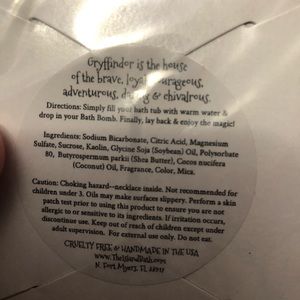 Gryffindor is the house
of the brave, loyal, courageous,
adventurous, daring & chivalrous.
Directions: Simply fill your bath tub with warm water &
drop in your Bath Bomb. Finally, lay back & enjoy the magic!
Ingredients: Sodium Bicarbonate, Citric Acid, Magnesium
Sulfate, Sucrose, Kaolin, Glycine Soja (Soybean) Oil, Polysorbate
80, Butyrospermum parkii (Shea Butter), Cocos nucifera
(Coconut) Oil, Fragrance, Color, Mica.
Caution: Choking hazard--necklace inside. Not recommended for
children under 3. Oils may make surfaces slippery. Perform a skin
patch test prior to using this product to ensure you are not
allergic to or sensitive to its ingredients. If irritation occurs,
discontinue use. Keep out of reach of children except under
adult supervision. For external use only. Do not eat.
CRUELTY FREE & HANDMADE IN THE USA
www.TheIslandBath.com
N. Fort Myers, FL 33917